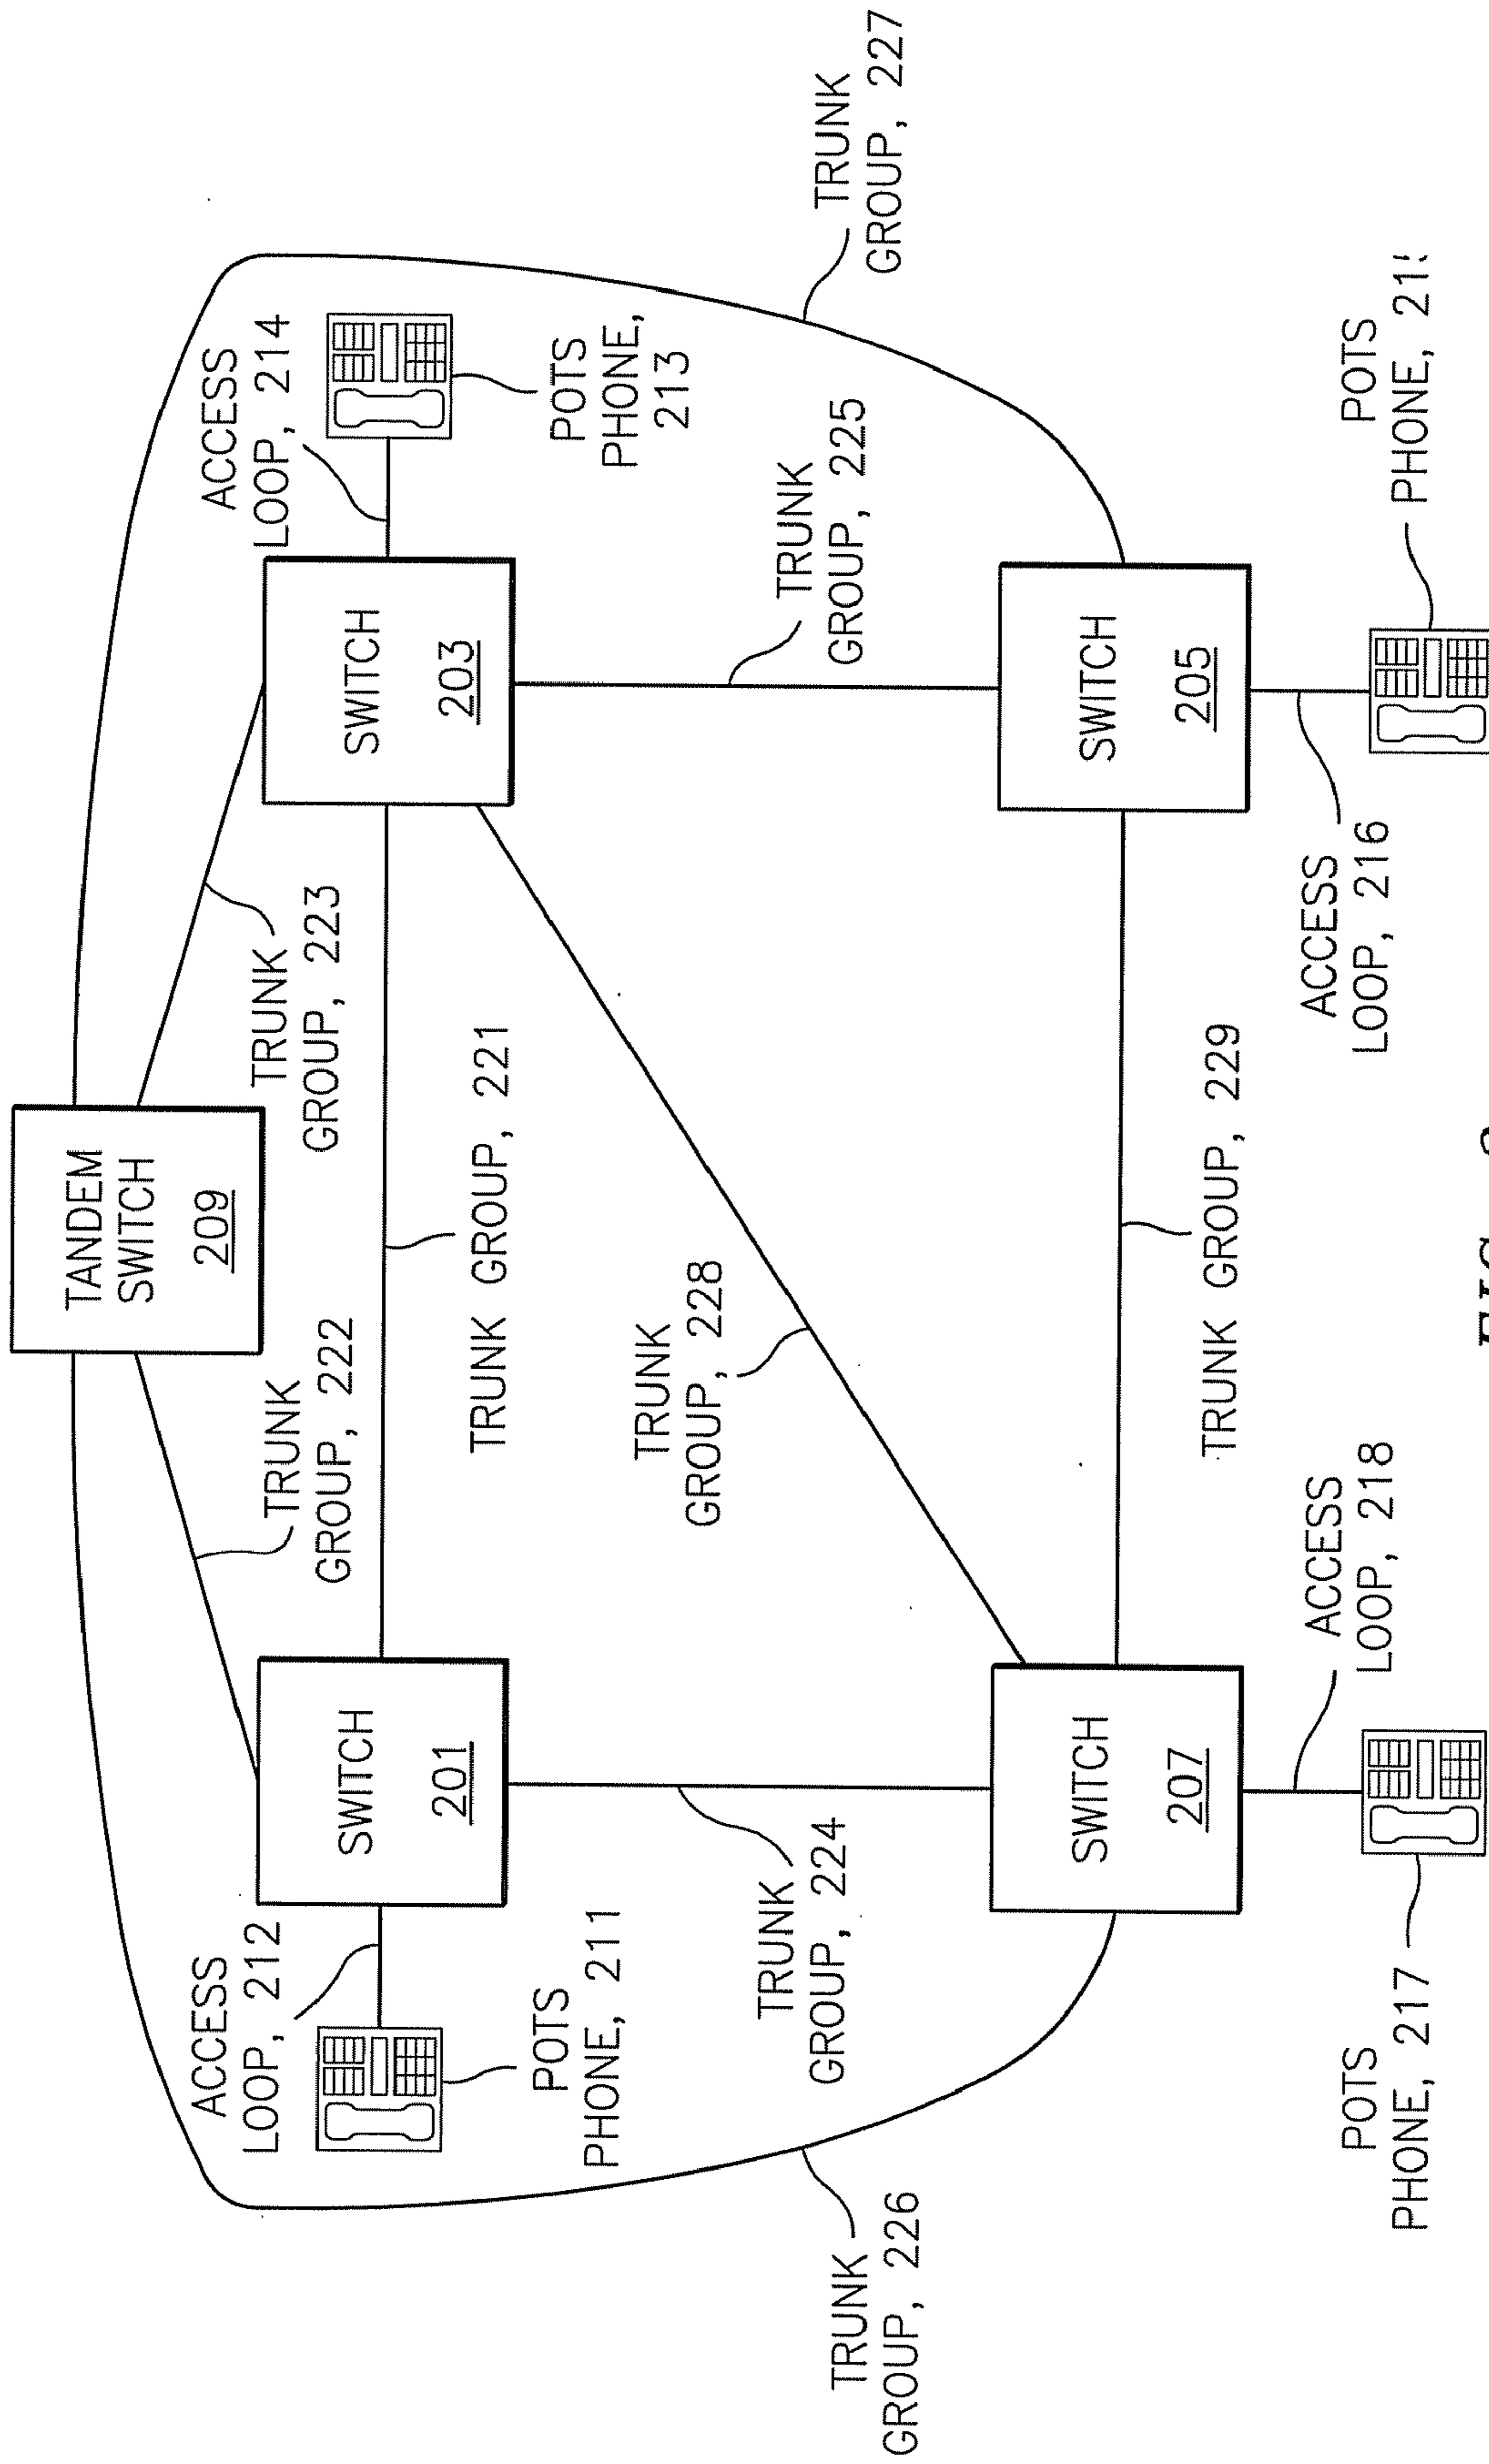 TANDEM
SWITCH
209
TRUNK
GROUP, 222
TRUNK
GROUP, 223
ACCESS
LOOP, 212
ACCESS
LOOP, 214
SWITCH
201
SWITCH
203
POTS
PHONE, 211
TRUNK GROUP, 221
POTS
PHONE,
213
TRUNK
GROUP, 228
TRUNK
GROUP, 224
TRUNK
GROUP, 225
TRUNK
GROUP, 226
TRUNK
GROUP, 227
SWITCH
207
SWITCH
205
TRUNK GROUP, 229
ACCESS
LOOP, 218
ACCESS
LOOP, 216
POTS
PHONE, 217
POTS
PHONE,